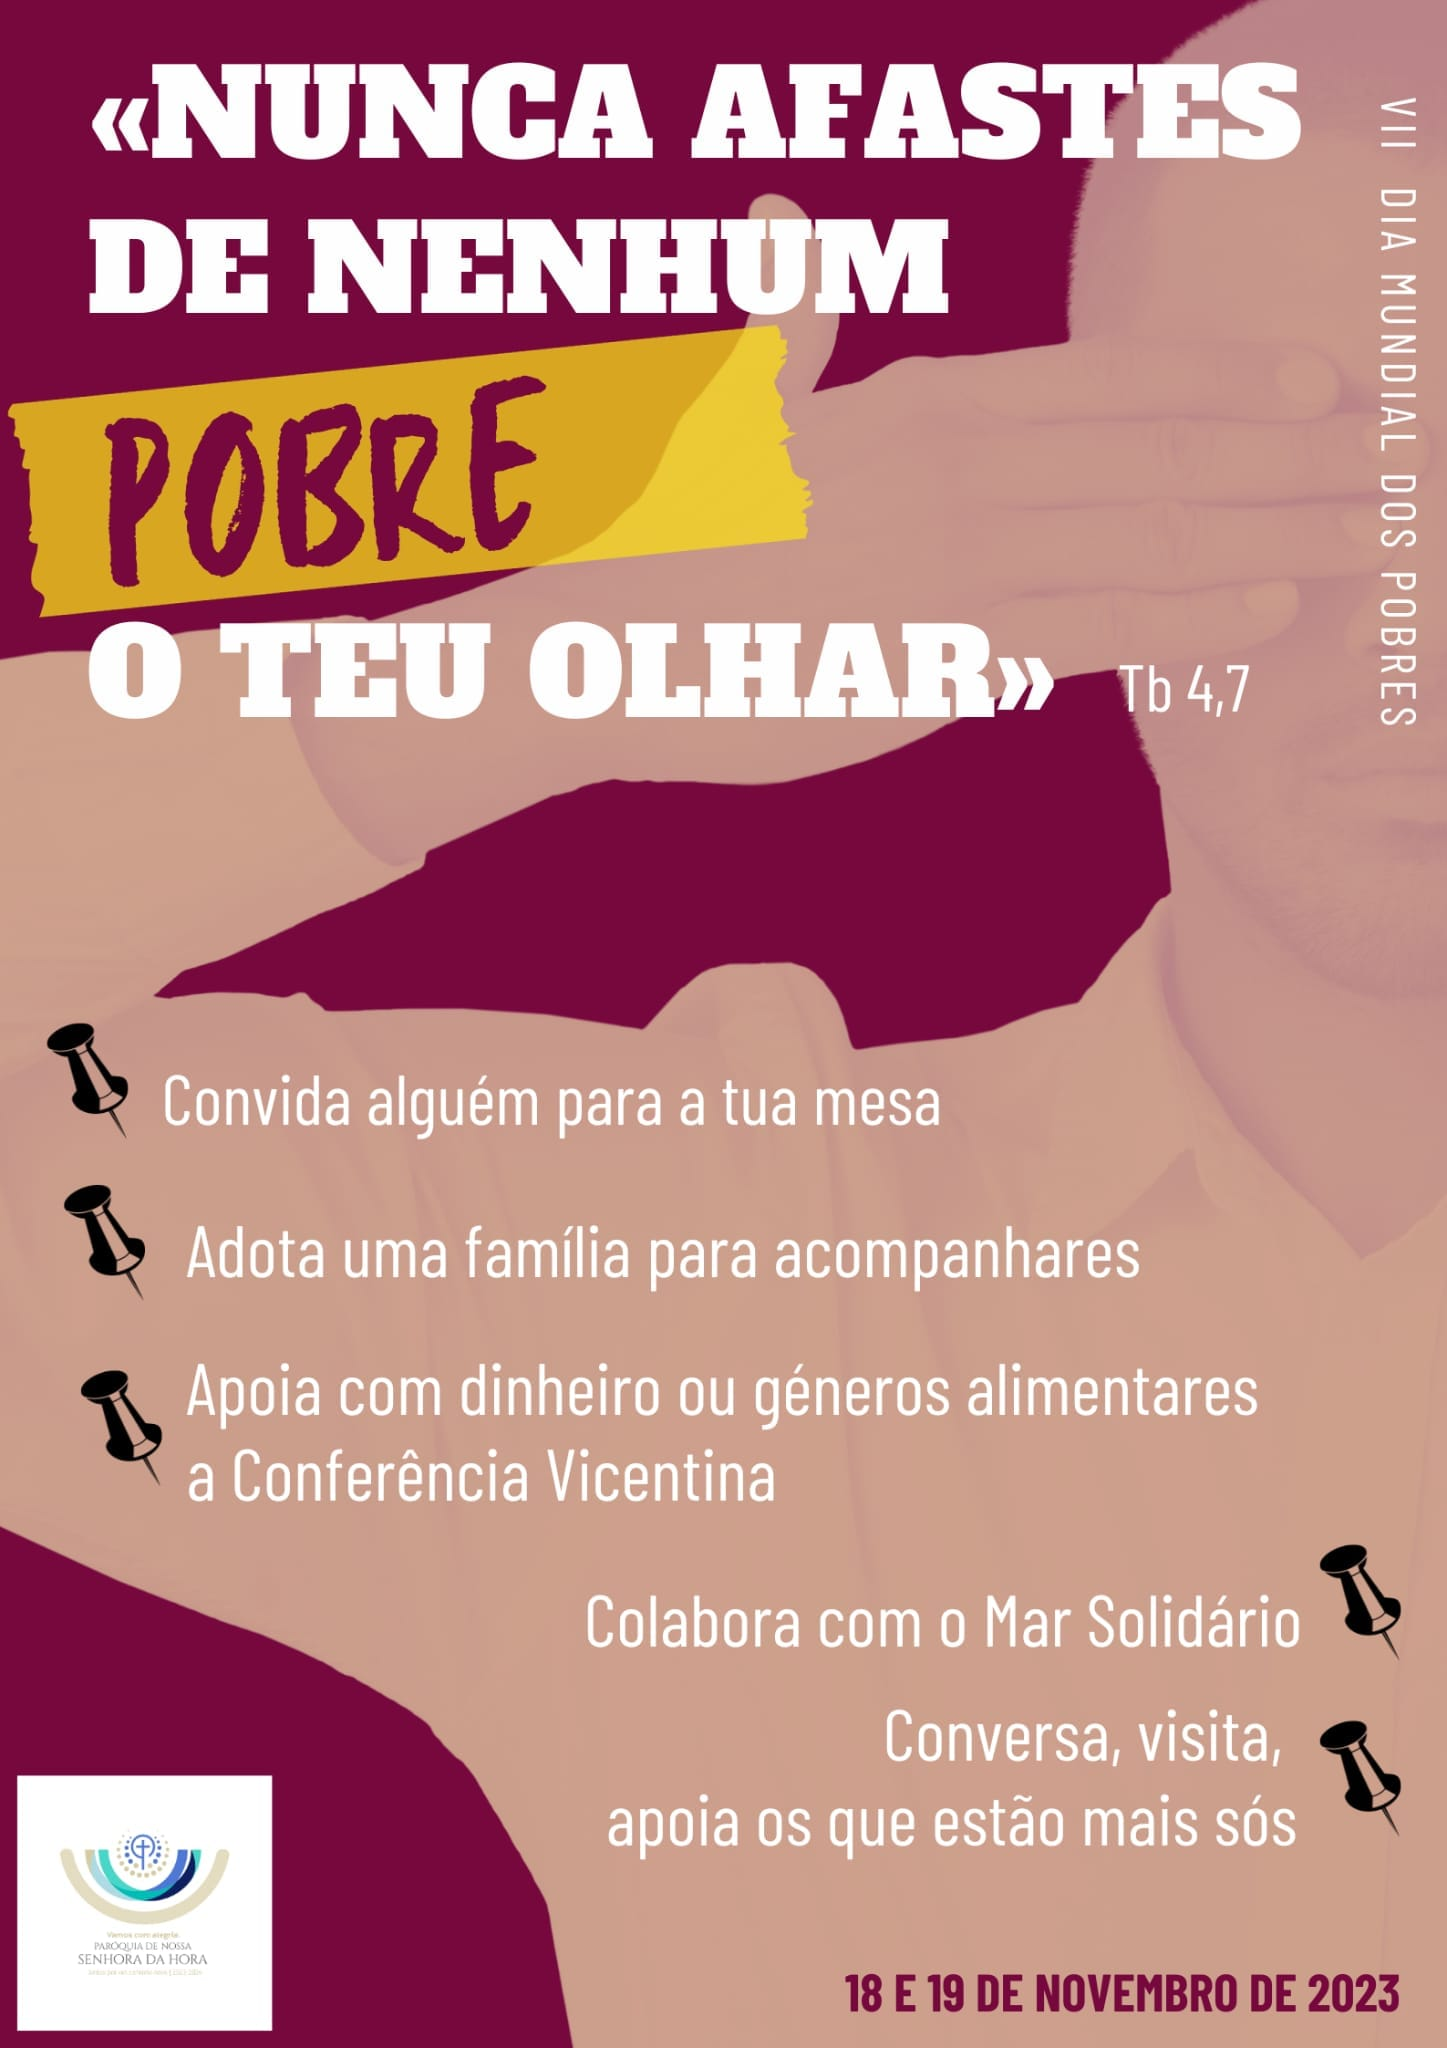 «NUNCA AFASTES
DE NENHUM
POBRE
O TEU OLHAR» Tb 4,7
VII DIA MUNDIAL DOS POBRES
Convida alguém para a tua mesa
Adota uma família para acompanhares
Apoia com dinheiro ou géneros alimentares
a Conferência Vicentina
Colabora com o Mar Solidário
Conversa, visita,
apoia os que estão mais sós
Vamos com alegria.
PARÓQUIA DE NOSSA
SENHORA DA HORA
18 E 19 DE NOVEMBRO DE 2023